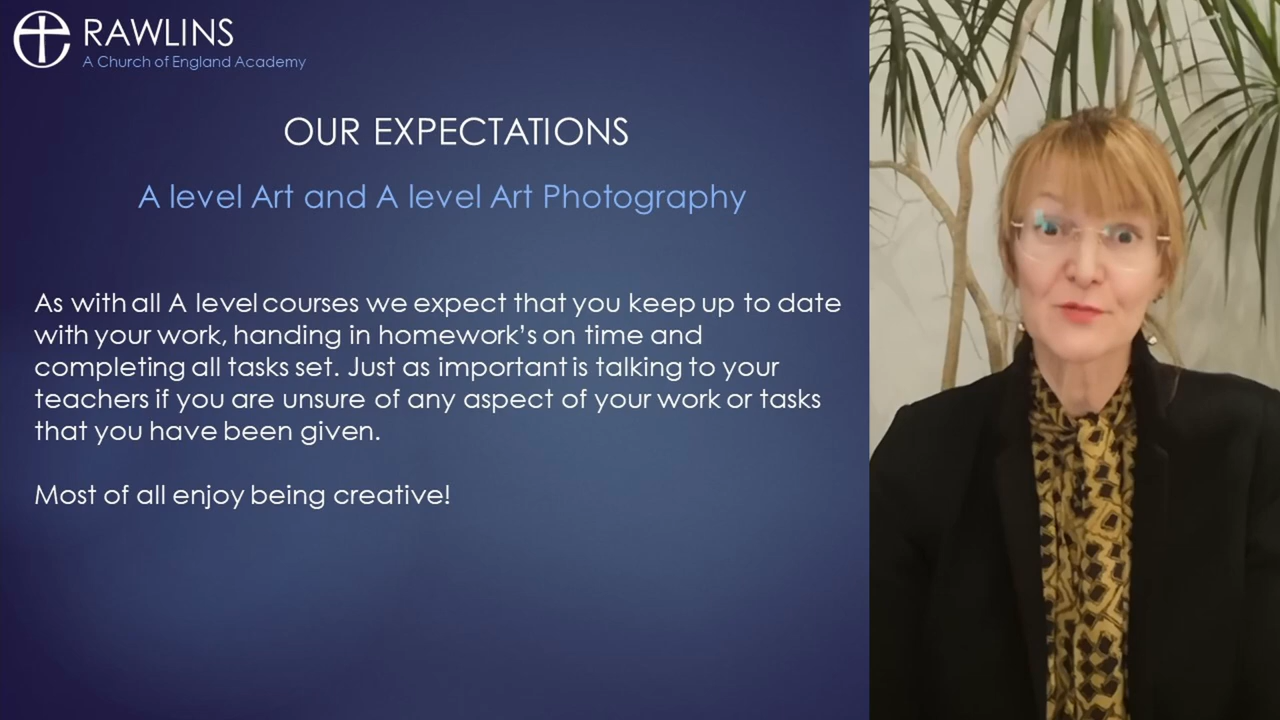 RAWLINS
A Church of England Academy
OUR EXPECTATIONS
A level Art and A level Art Photography
As with all A level courses we expect that you keep up to date
with your work, handing in homework's on time and
completing all tasks set. Just as important is talking to your
teachers if you are unsure of any aspect of your work or tasks
that you have been given.
Most of all enjoy being creative!